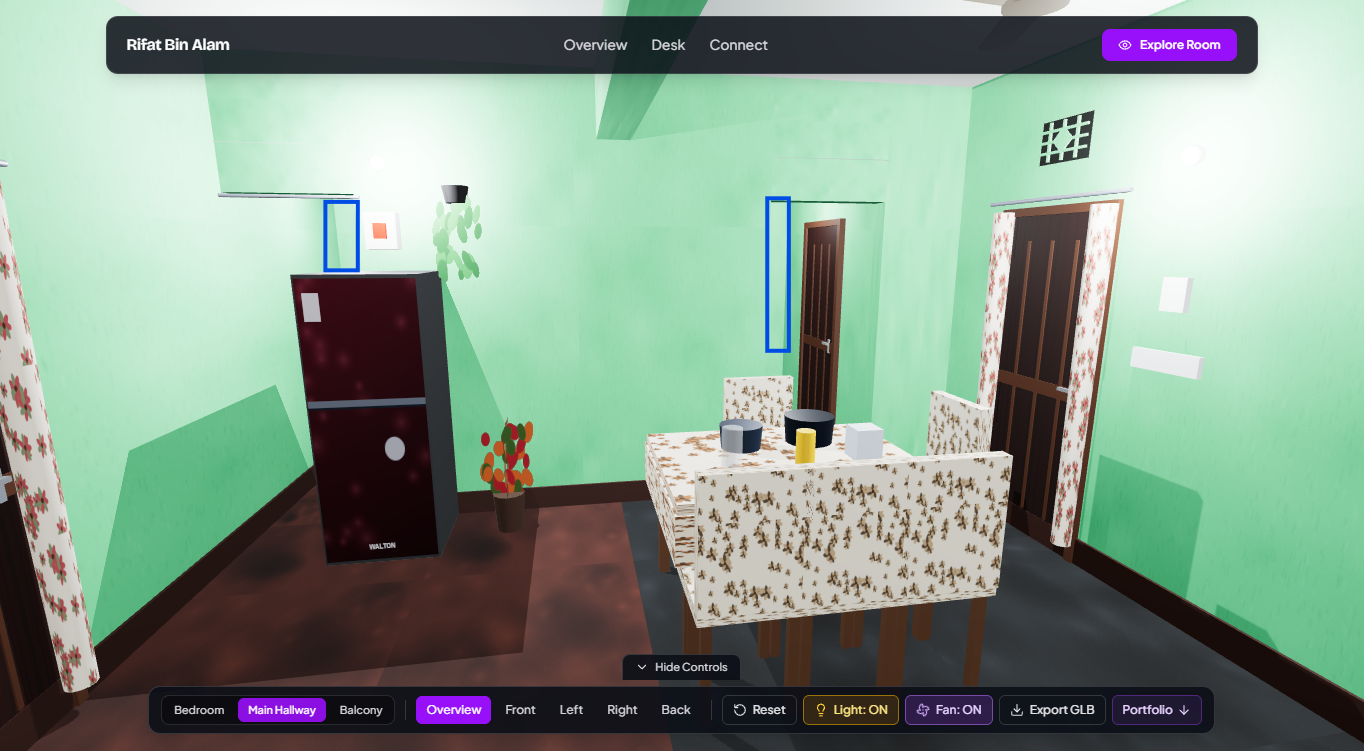 Rifat Bin Alam
Overview
Desk
Connect
Explore Room
WALTON
Hide Controls
Bedroom
Main Hallway
Balcony
Overview
Front
Left
Right
Back
Reset
Light: ON
Fan: ON
Export GLB
Portfolio ↓